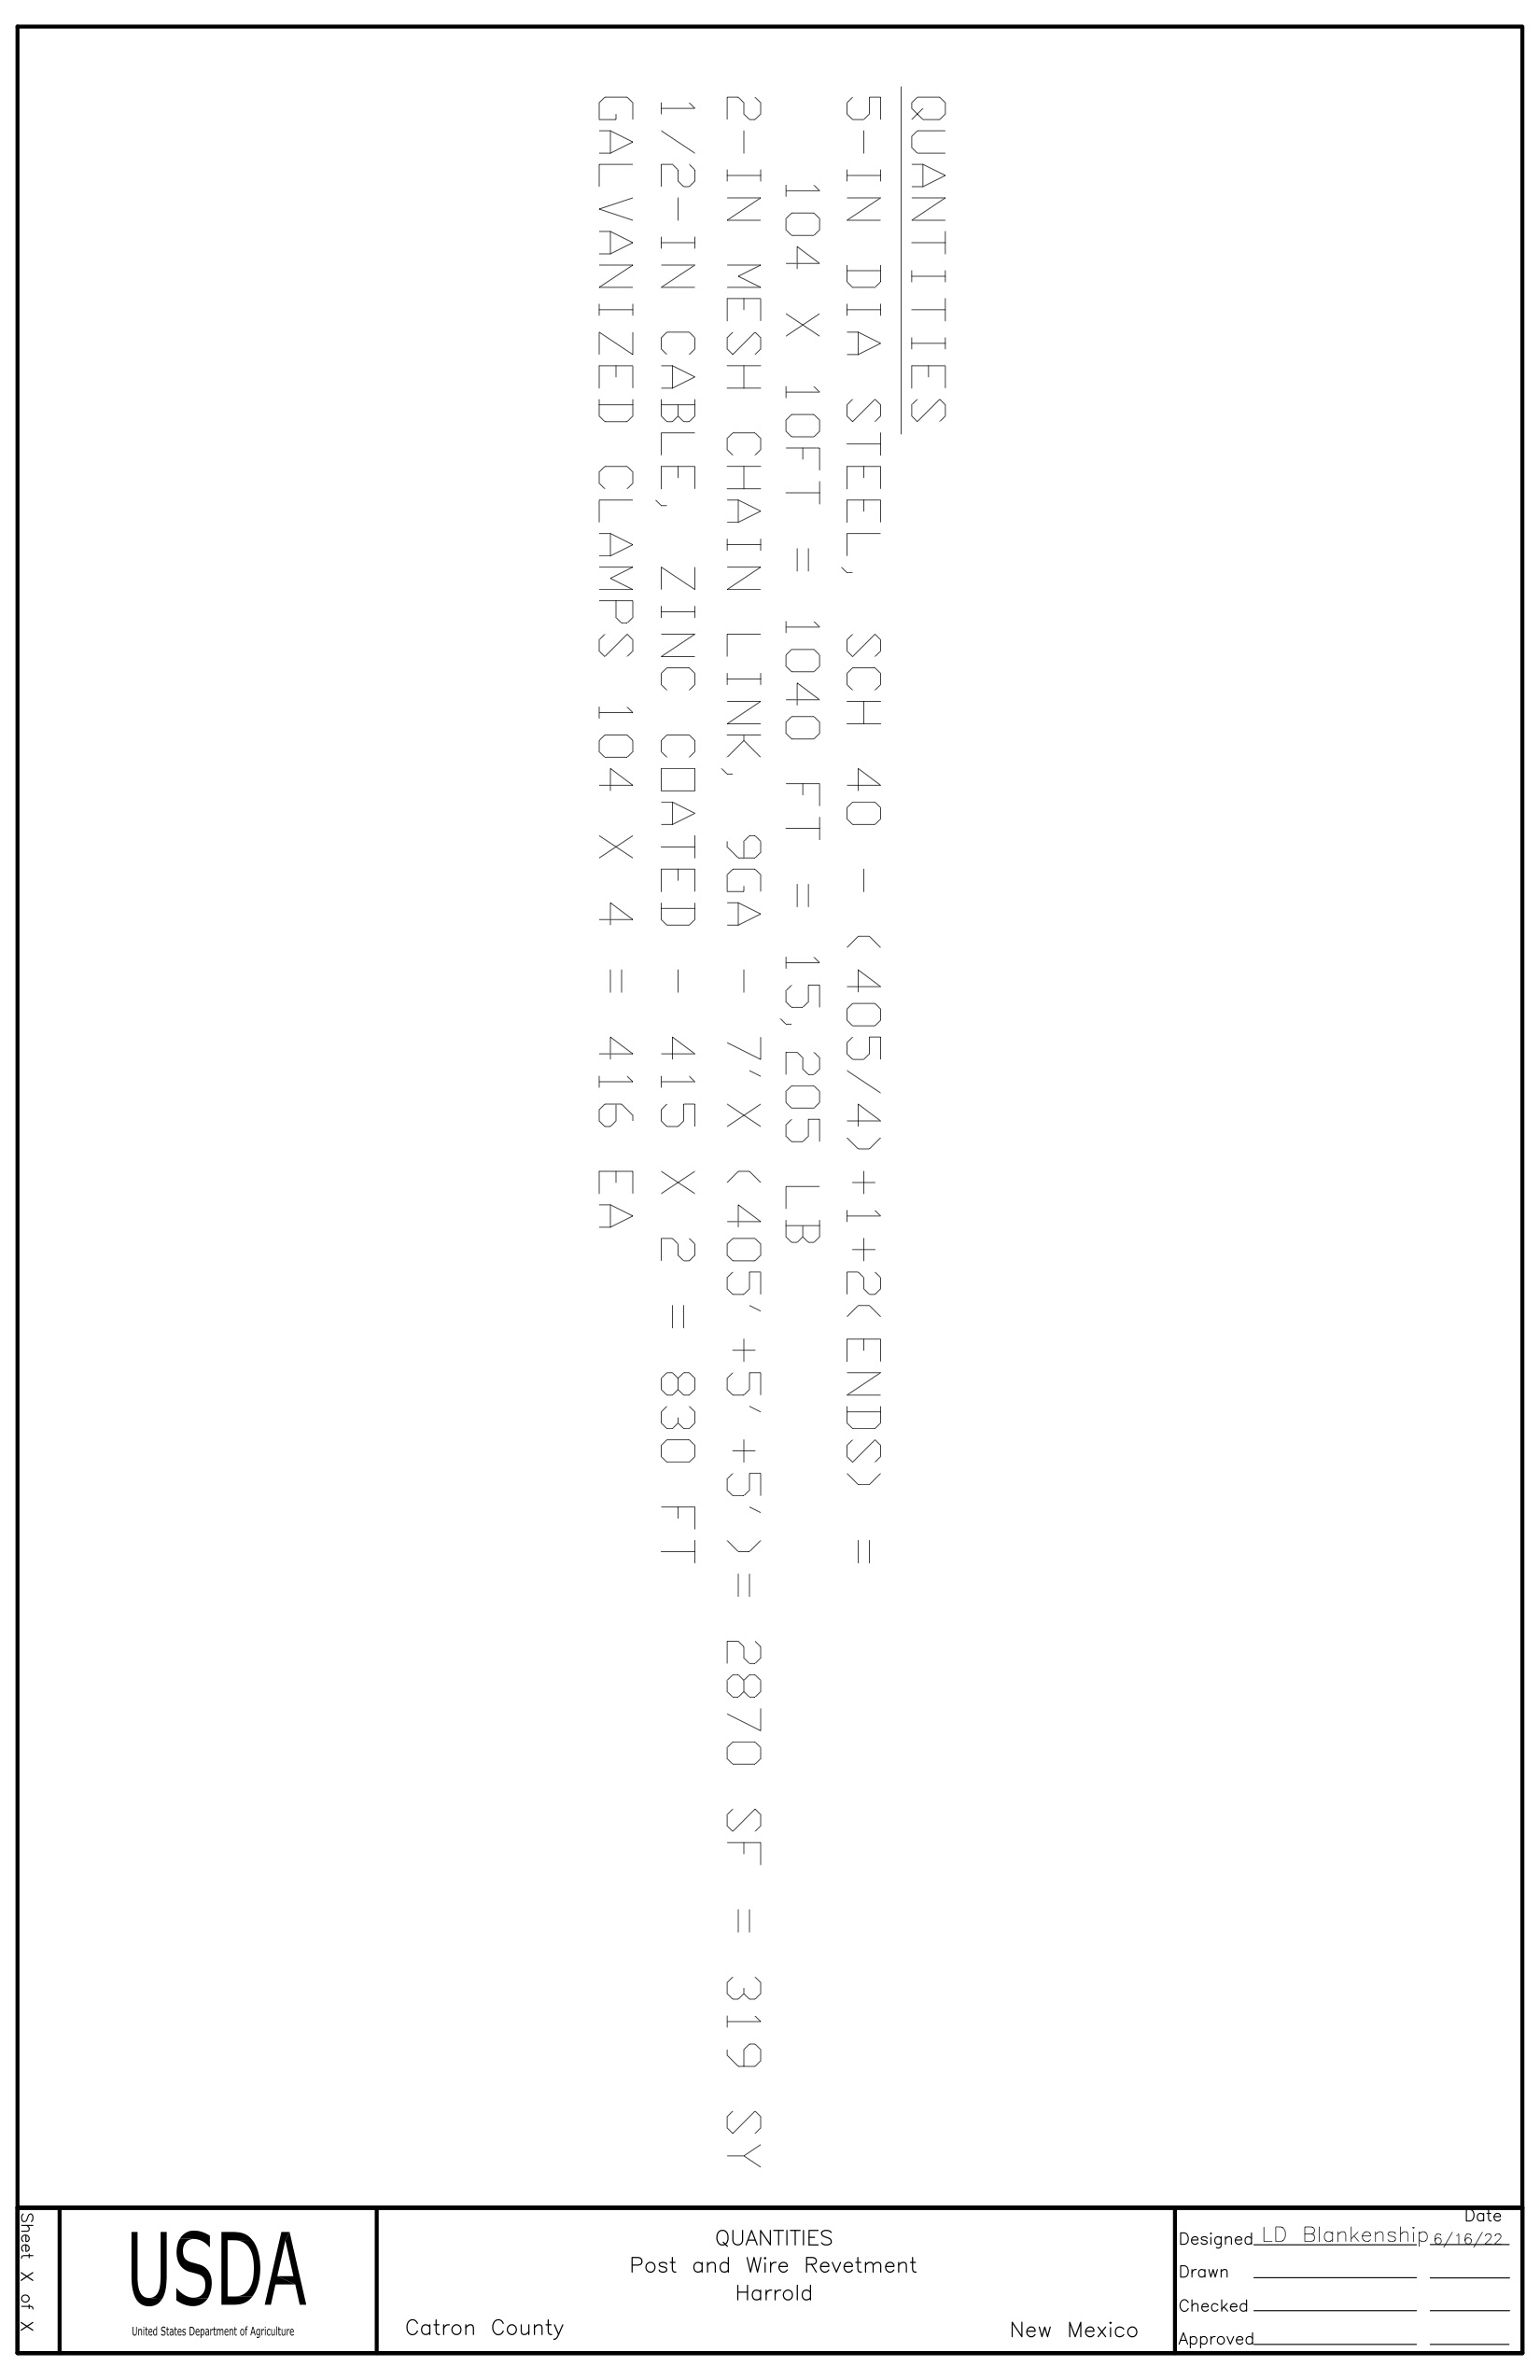 QUANTITIES
5-IN DIA STEEL, SCH 40 - (405/4)+1+2(ENDS) =
104 X 10FT = 1040 FT = 15,205 LB
2-IN MESH CHAIN LINK, 9GA - 7'X (405'+5'+5')= 2870 SF = 319 SY
1/2-IN CABLE, ZINC COATED - 415 X 2 = 830 FT
GALVANIZED CLAMPS 104 X 4 = 416 EA
Sheet X of X
USDA
United States Department of Agriculture
QUANTITIES
Post and Wire Revetment
Harrold
Catron County New Mexico
Date
Designed LD Blankenship 6/16/22
Drawn
Checked
Approved